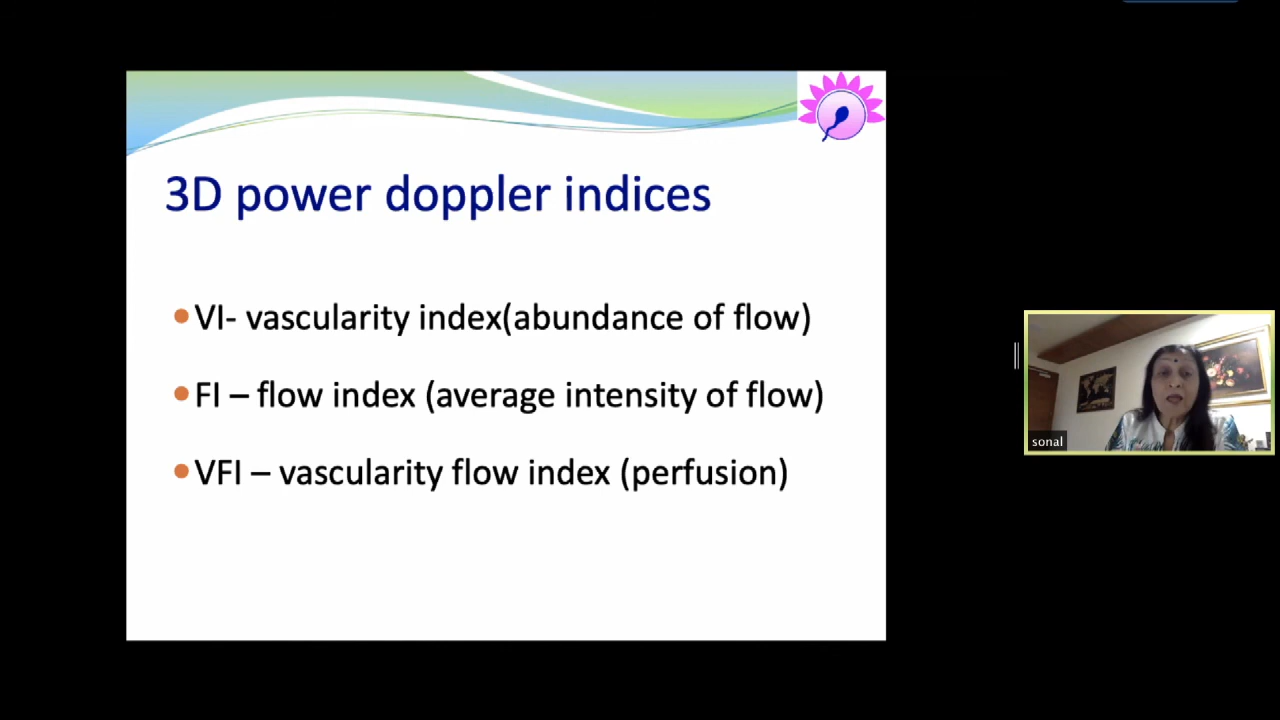 3D power doppler indices
VI- vascularity index(abundance of flow)
FI – flow index (average intensity of flow)
VFI – vascularity flow index (perfusion)
sonal